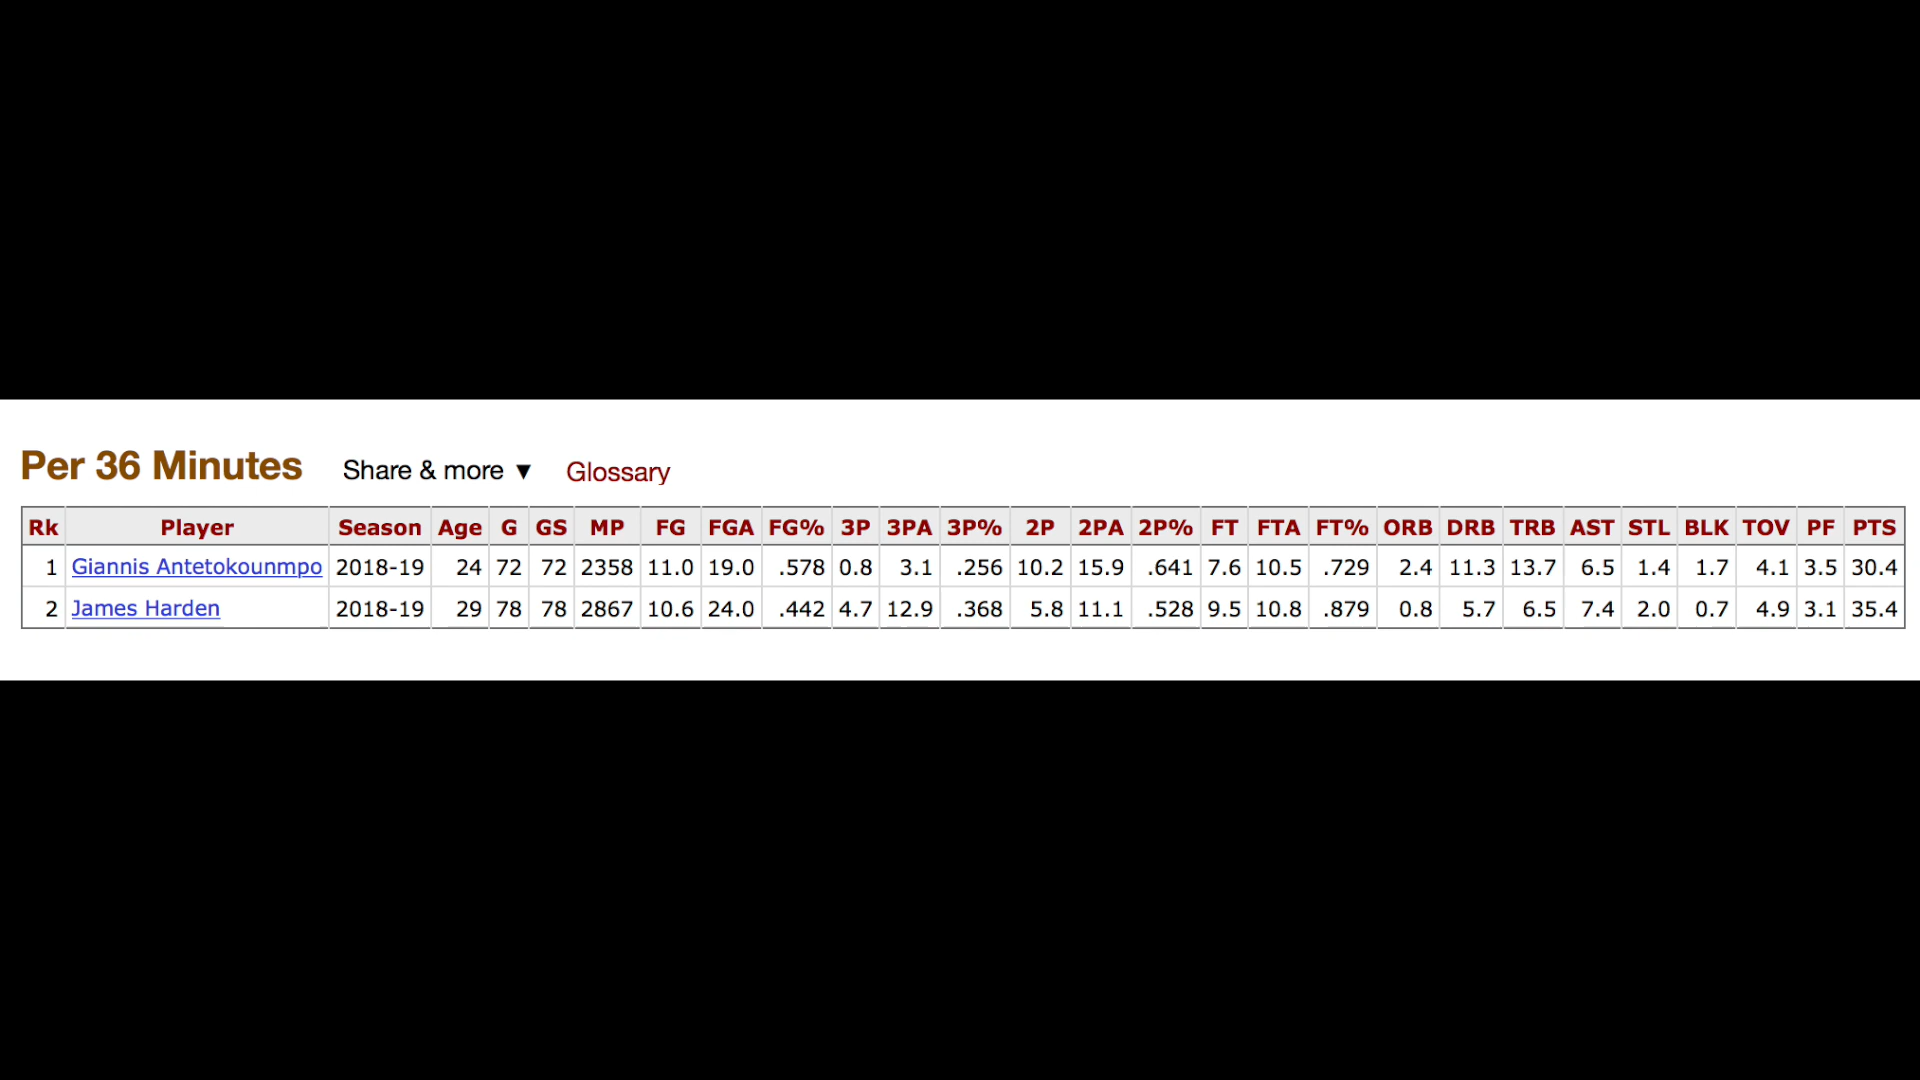 Per 36 Minutes Share & more ▼ Glossary
Rk Player Season Age G GS MP FG FGA FG% 3P 3PA 3P% 2P 2PA 2P% FT FTA FT% ORB DRB TRB AST STL BLK TOV PF PTS
1 Giannis Antetokounmpo 2018-19 24 72 72 2358 11.0 19.0 .578 0.8 3.1 .256 10.2 15.9 .641 7.6 10.5 .729 2.4 11.3 13.7 6.5 1.4 1.7 4.1 3.5 30.4
2 James Harden 2018-19 29 78 78 2867 10.6 24.0 .442 4.7 12.9 .368 5.8 11.1 .528 9.5 10.8 .879 0.8 5.7 6.5 7.4 2.0 0.7 4.9 3.1 35.4